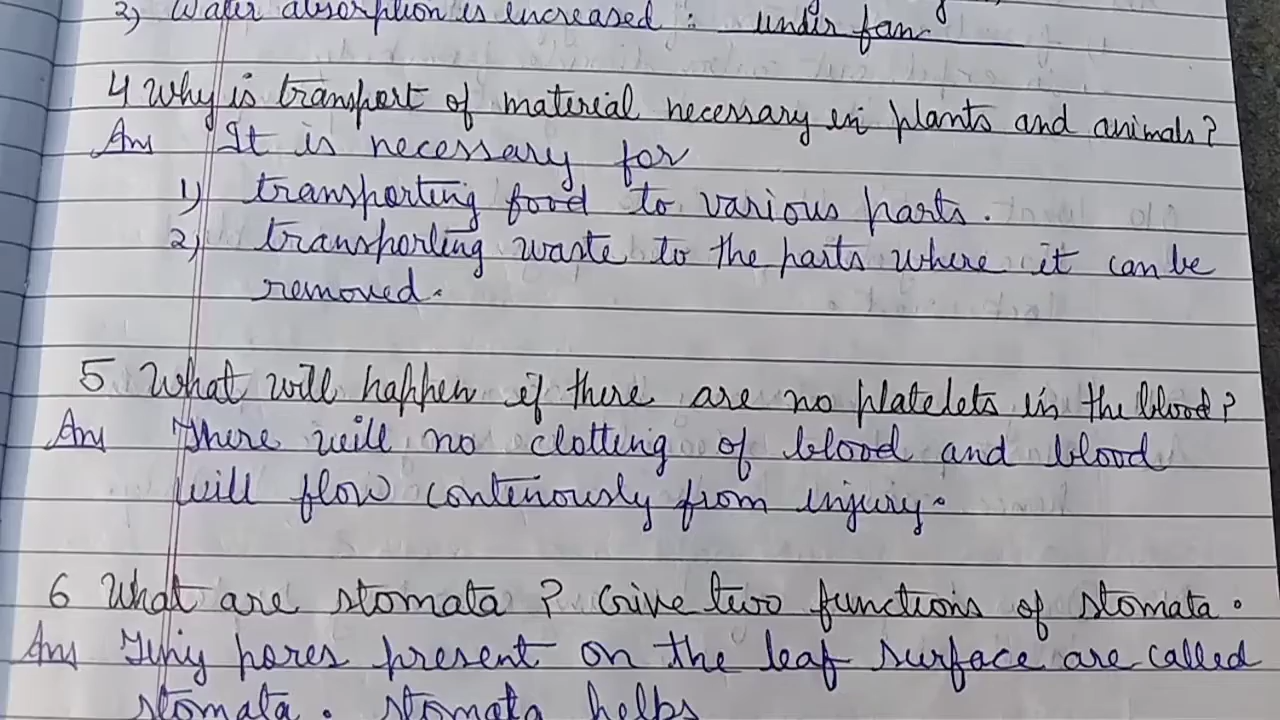 3) Water absorption is increased : under fan
4 Why is transport of material necessary in plants and animals?
Ans It is necessary for
1) transporting food to various parts.
2) transporting waste to the parts where it can be
removed.
5 What will happen if there are no platelets in the blood?
Ans There will no clotting of blood and blood
will flow contenously from injury.
6 What are stomata ? Give two functions of stomata.
Ans Tiny pores present on the leaf surface are called
stomata. stomata helps